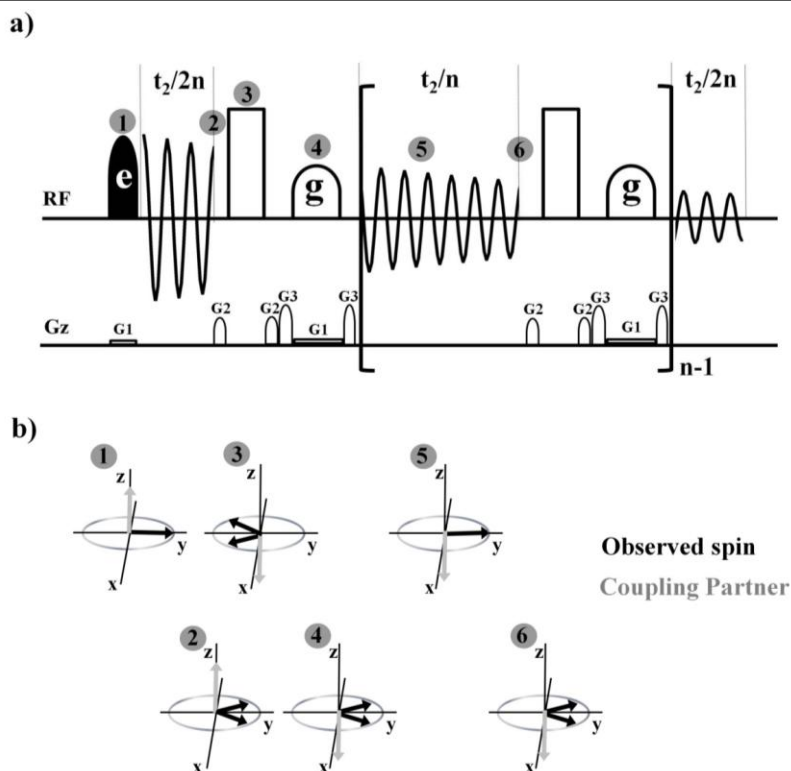 a)
t₂/2n
t₂/n
t₂/2n
1
2
3
4
5
6
e
g
g
RF
G2
G2
G3
G3
G2
G2
G3
G3
Gz
G1
G1
G1
n-1
b)
1
3
5
z
z
z
y
y
y
x
x
x
Observed spin
Coupling Partner
2
4
6
z
z
z
y
y
y
x
x
x